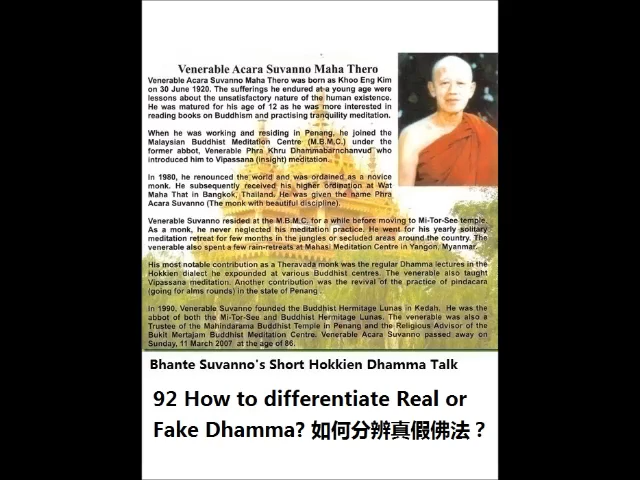 Venerable Acara Suvanno Maha Thero
Venerable Acara Suvanno Maha Thero was born as Khoo Eng Kim
on 30 June 1920. The sufferings he endured at a young age were
lessons about the unsatisfactory nature of the human existence.
He was matured for his age of 12 as he was more interested in
reading books on Buddhism and practising tranquility meditation.
When he was working and residing in Penang, he joined the
Malaysian Buddhist Meditation Centre (M.B.M.C.) under the
former abbot, Venerable Phra Khru Dhammabarnchanvud who
introduced him to Vipassana (insight) meditation.
In 1980, he renounced the world and was ordained as a novice
monk. He subsequently received his higher ordination at Wat
Maha That in Bangkok, Thailand. He was given the name Phra
Acara Suvanno (The monk with beautiful discipline).
Venerable Suvanno resided at the M.B.M.C. for a while before moving to Mi-Tor-See temple.
As a monk, he never neglected his meditation practice. He went for his yearly solitary
meditation retreat for few months in the jungles or secluded areas around the country. The
venerable also spent a few rain-retreats at Mahasi Meditation Centre in Yangon, Myanmar.
His most notable contribution as a Theravada monk was the regular Dhamma lectures in the
Hokkien dialect he expounded at various Buddhist centres. The venerable also taught
Vipassana meditation. Another contribution was the revival of the practice of pindacara
(going for alms rounds) in the state of Penang .
In 1990, Venerable Suvanno founded the Buddhist Hermitage Lunas in Kedah. He was the
abbot of both the Mi-Tor-See and Buddhist Hermitage Lunas. The venerable was also a
Trustee of the Mahindarama Buddhist Temple in Penang and the Religious Advisor of the
Bukit Mertajam Buddhist Meditation Centre. Venerable Acara Suvanno passed away on
Sunday, 11 March 2007 at the age of 86.
Bhante Suvanno's Short Hokkien Dhamma Talk
92 How to differentiate Real or
Fake Dhamma? 如何分辨真假佛法？